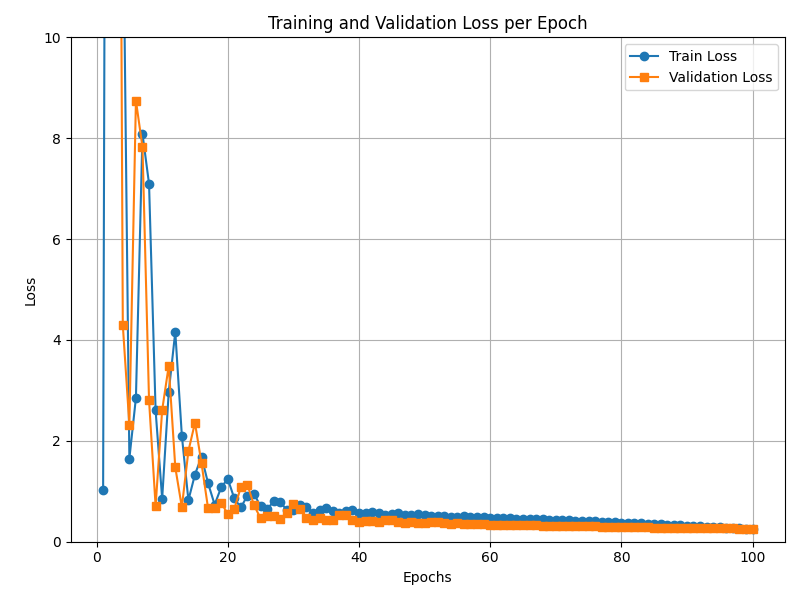 Training and Validation Loss per Epoch
10
8
6
4
2
0
Loss
Train Loss
Validation Loss
0 20 40 60 80 100
Epochs